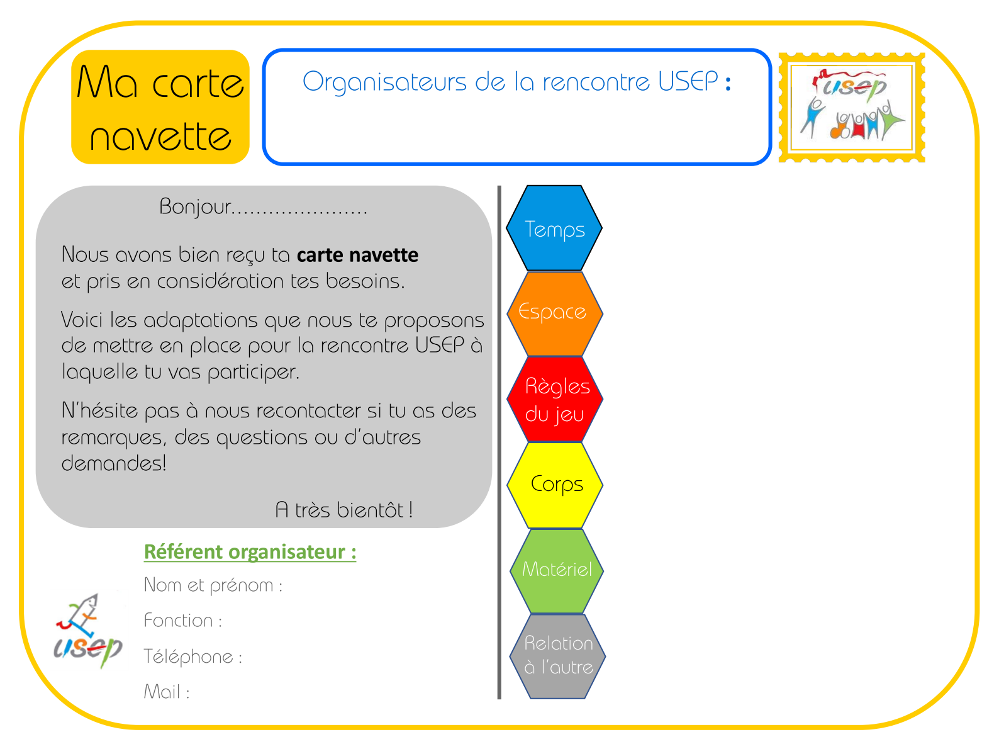 Ma carte
navette
Organisateurs de la rencontre USEP :
usep
Bonjour......................
Nous avons bien reçu ta carte navette
et pris en considération tes besoins.
Voici les adaptations que nous te proposons
de mettre en place pour la rencontre USEP à
laquelle tu vas participer.
N'hésite pas à nous recontacter si tu as des
remarques, des questions ou d'autres
demandes!
A très bientôt !
Référent organisateur :
Nom et prénom :
Fonction :
Téléphone :
Mail :
usep
Temps
Espace
Règles
du jeu
Corps
Matériel
Relation
à l'autre